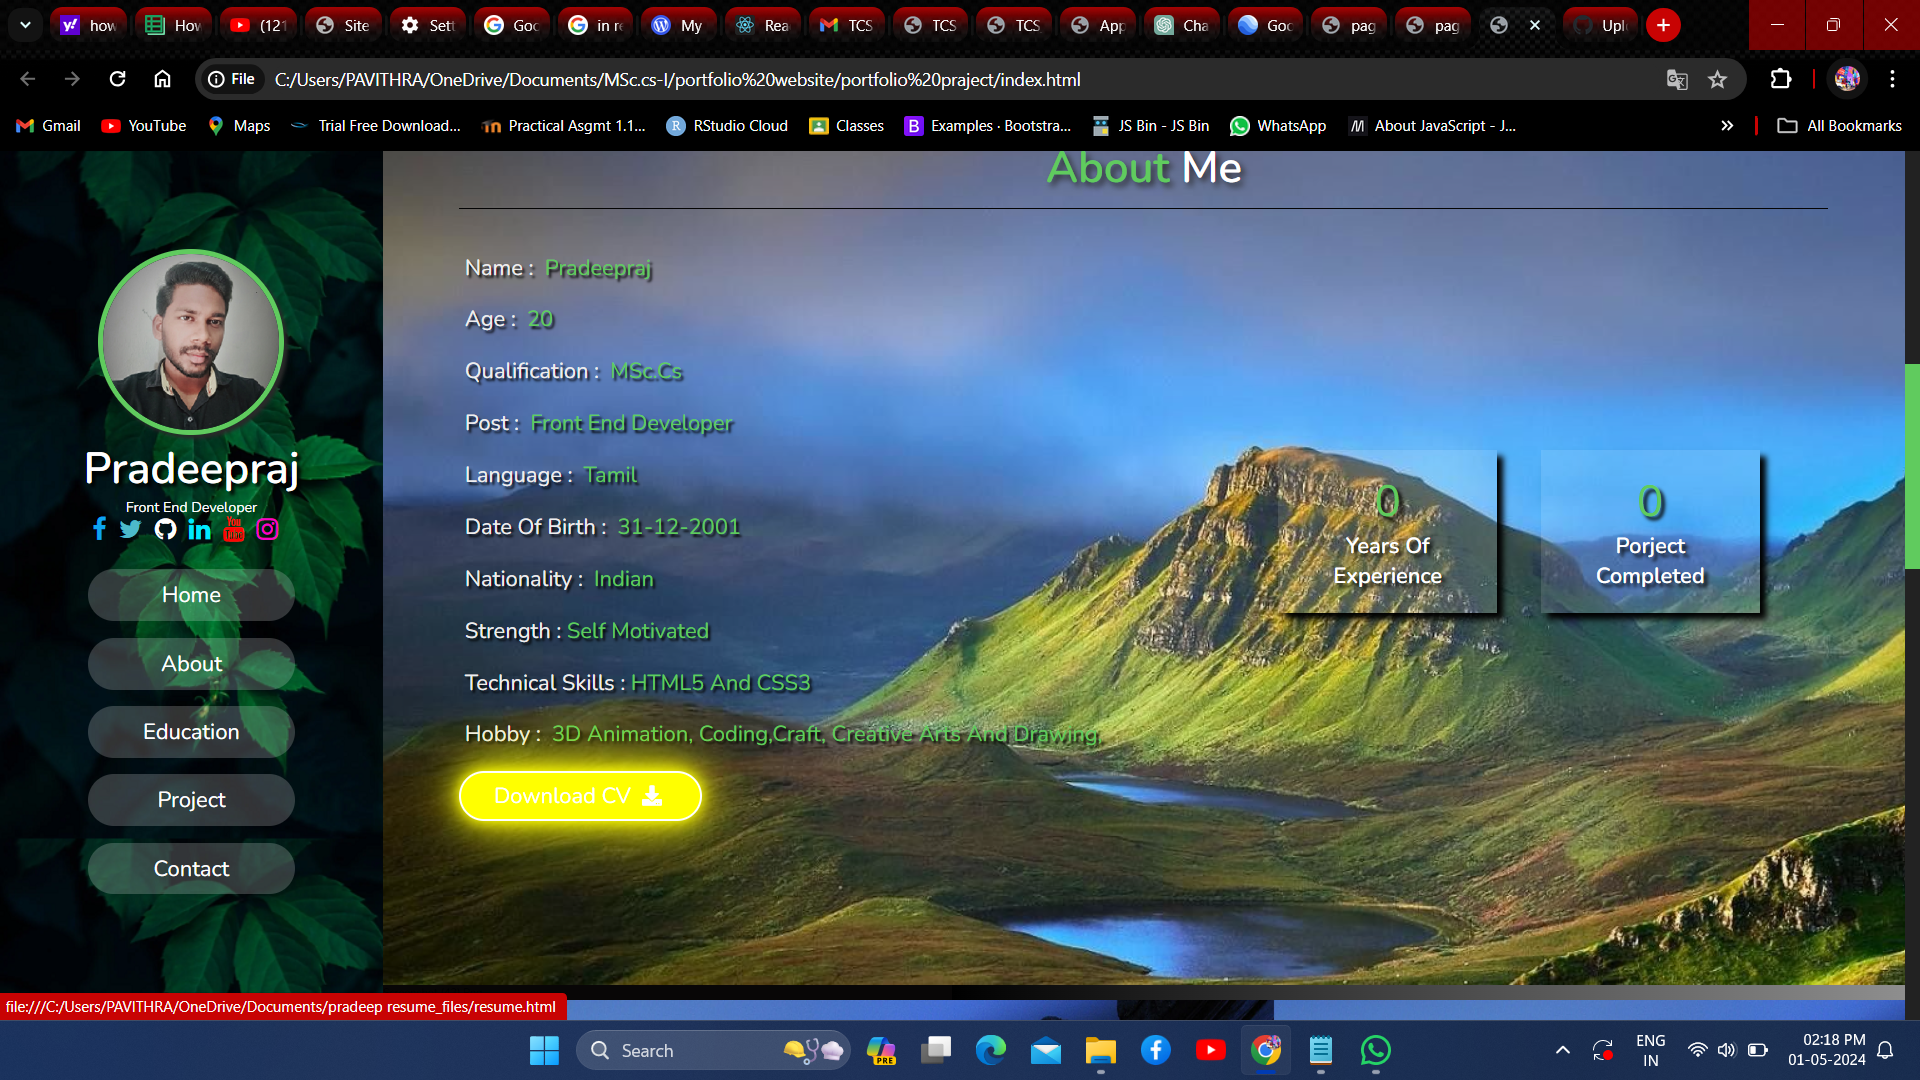 how
How
(121
Site
Sett
Goo
in re
My
Rea
TCS
TCS
TCS
App
Cha
Goo
pag
pag
Uplo
File
C:/Users/PAVITHRA/OneDrive/Documents/MSc.cs-I/portfolio%20website/portfolio%20praject/index.html
Gmail
YouTube
Maps
Trial Free Download...
Practical Asgmt 1.1...
RStudio Cloud
Classes
Examples · Bootstra...
JS Bin - JS Bin
WhatsApp
About JavaScript - J...
All Bookmarks
Pradeepraj
Front End Developer
Home
About
Education
Project
Contact
About Me
Name : Pradeepraj
Age : 20
Qualification : MSc.Cs
Post : Front End Developer
Language : Tamil
Date Of Birth : 31-12-2001
Nationality : Indian
Strength : Self Motivated
Technical Skills : HTML5 And CSS3
Hobby : 3D Animation, Coding,Craft, Creative Arts And Drawing.
Download CV
0
Years Of
Experience
0
Porject
Completed
file:///C:/Users/PAVITHRA/OneDrive/Documents/pradeep resume_files/resume.html
Search
PRE
ENG
IN
02:18 PM
01-05-2024